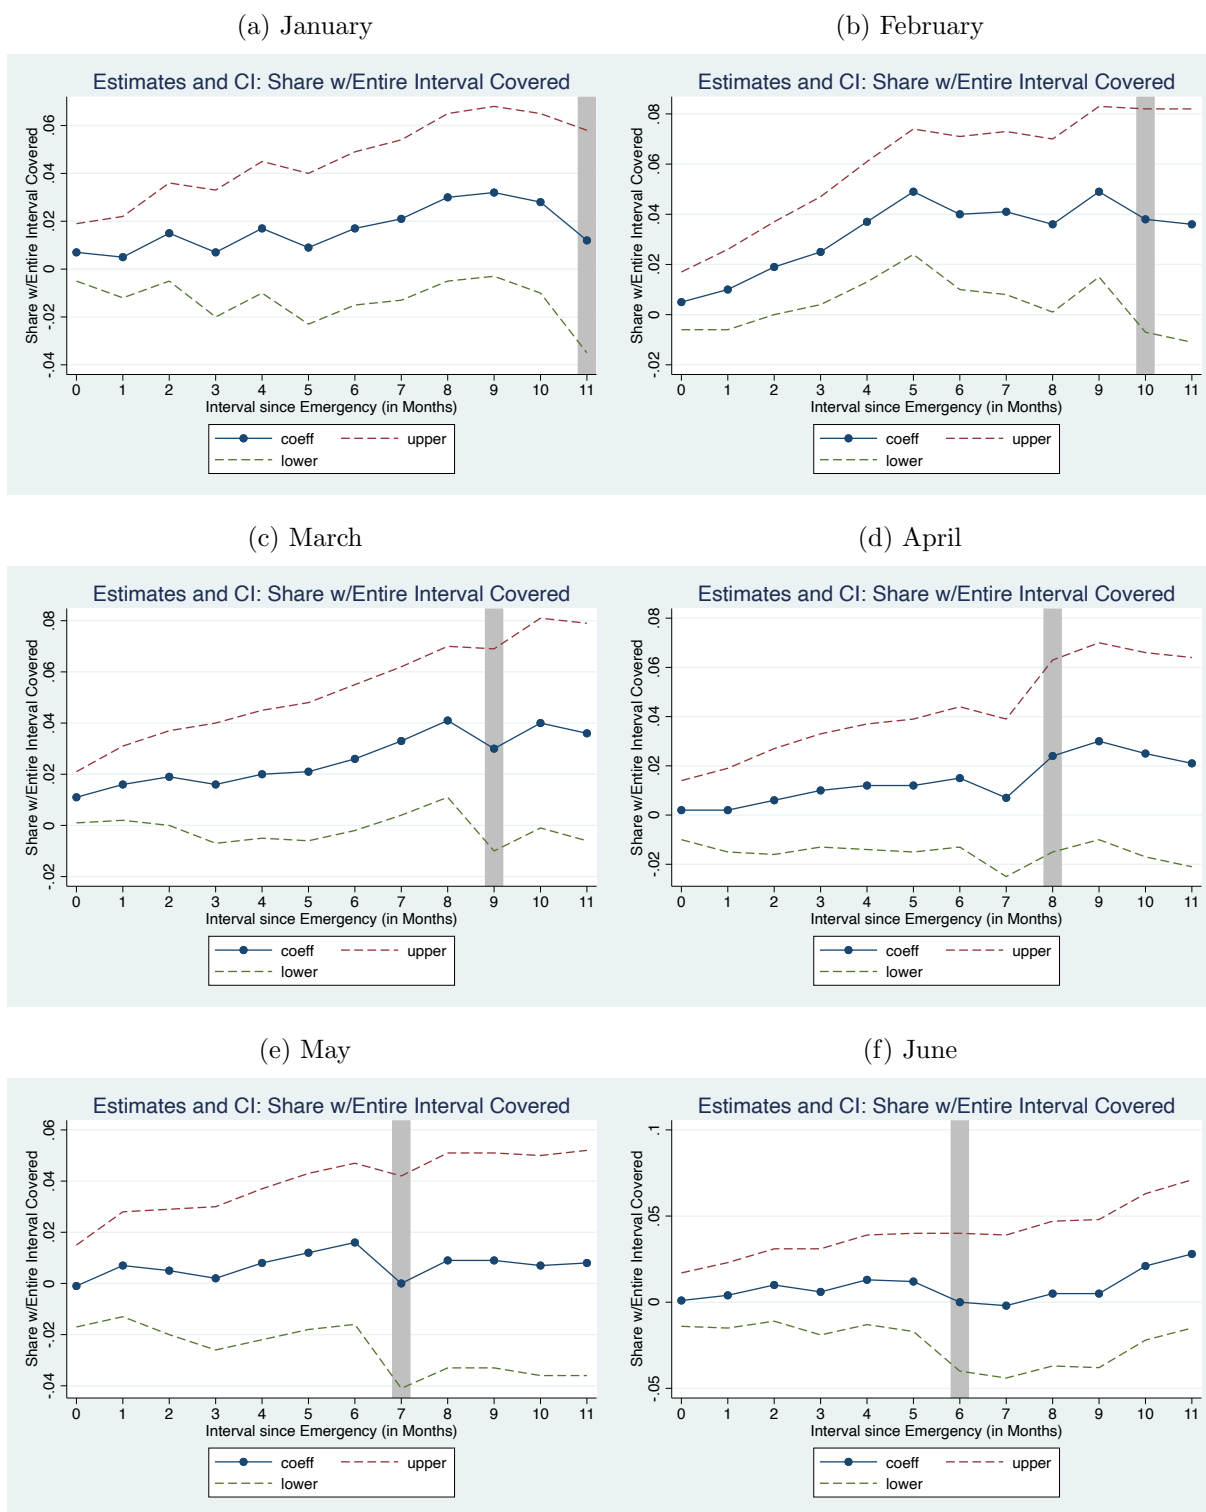 (a) January
Estimates and CI: Share w/Entire Interval Covered
Share w/Entire Interval Covered
.06
.04
.02
0
-.02
-.04
0 1 2 3 4 5 6 7 8 9 10 11
Interval since Emergency (in Months)
coeff upper
lower
(b) February
Estimates and CI: Share w/Entire Interval Covered
Share w/Entire Interval Covered
.08
.06
.04
.02
0
-.02
0 1 2 3 4 5 6 7 8 9 10 11
Interval since Emergency (in Months)
coeff upper
lower
(c) March
Estimates and CI: Share w/Entire Interval Covered
Share w/Entire Interval Covered
.08
.06
.04
.02
0
-.02
0 1 2 3 4 5 6 7 8 9 10 11
Interval since Emergency (in Months)
coeff upper
lower
(d) April
Estimates and CI: Share w/Entire Interval Covered
Share w/Entire Interval Covered
.08
.06
.04
.02
0
-.02
0 1 2 3 4 5 6 7 8 9 10 11
Interval since Emergency (in Months)
coeff upper
lower
(e) May
Estimates and CI: Share w/Entire Interval Covered
Share w/Entire Interval Covered
.06
.04
.02
0
-.02
-.04
0 1 2 3 4 5 6 7 8 9 10 11
Interval since Emergency (in Months)
coeff upper
lower
(f) June
Estimates and CI: Share w/Entire Interval Covered
Share w/Entire Interval Covered
.1
.05
0
-.05
0 1 2 3 4 5 6 7 8 9 10 11
Interval since Emergency (in Months)
coeff upper
lower